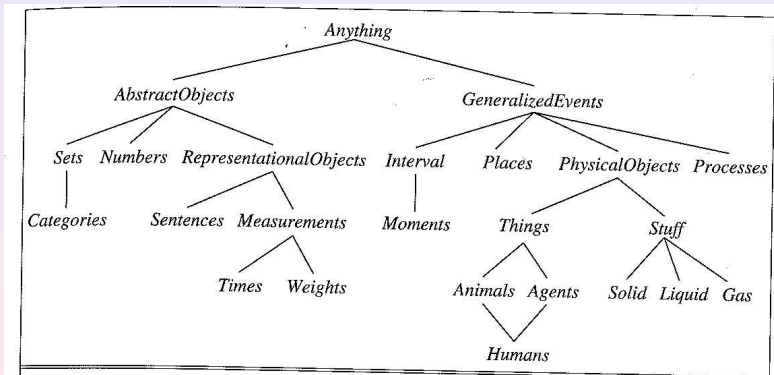 Anything
AbstractObjects GeneralizedEvents
Sets Numbers RepresentationalObjects Interval Places PhysicalObjects Processes
Categories Sentences Measurements Moments Things Stuff
Times Weights Animals Agents Solid Liquid Gas
Humans